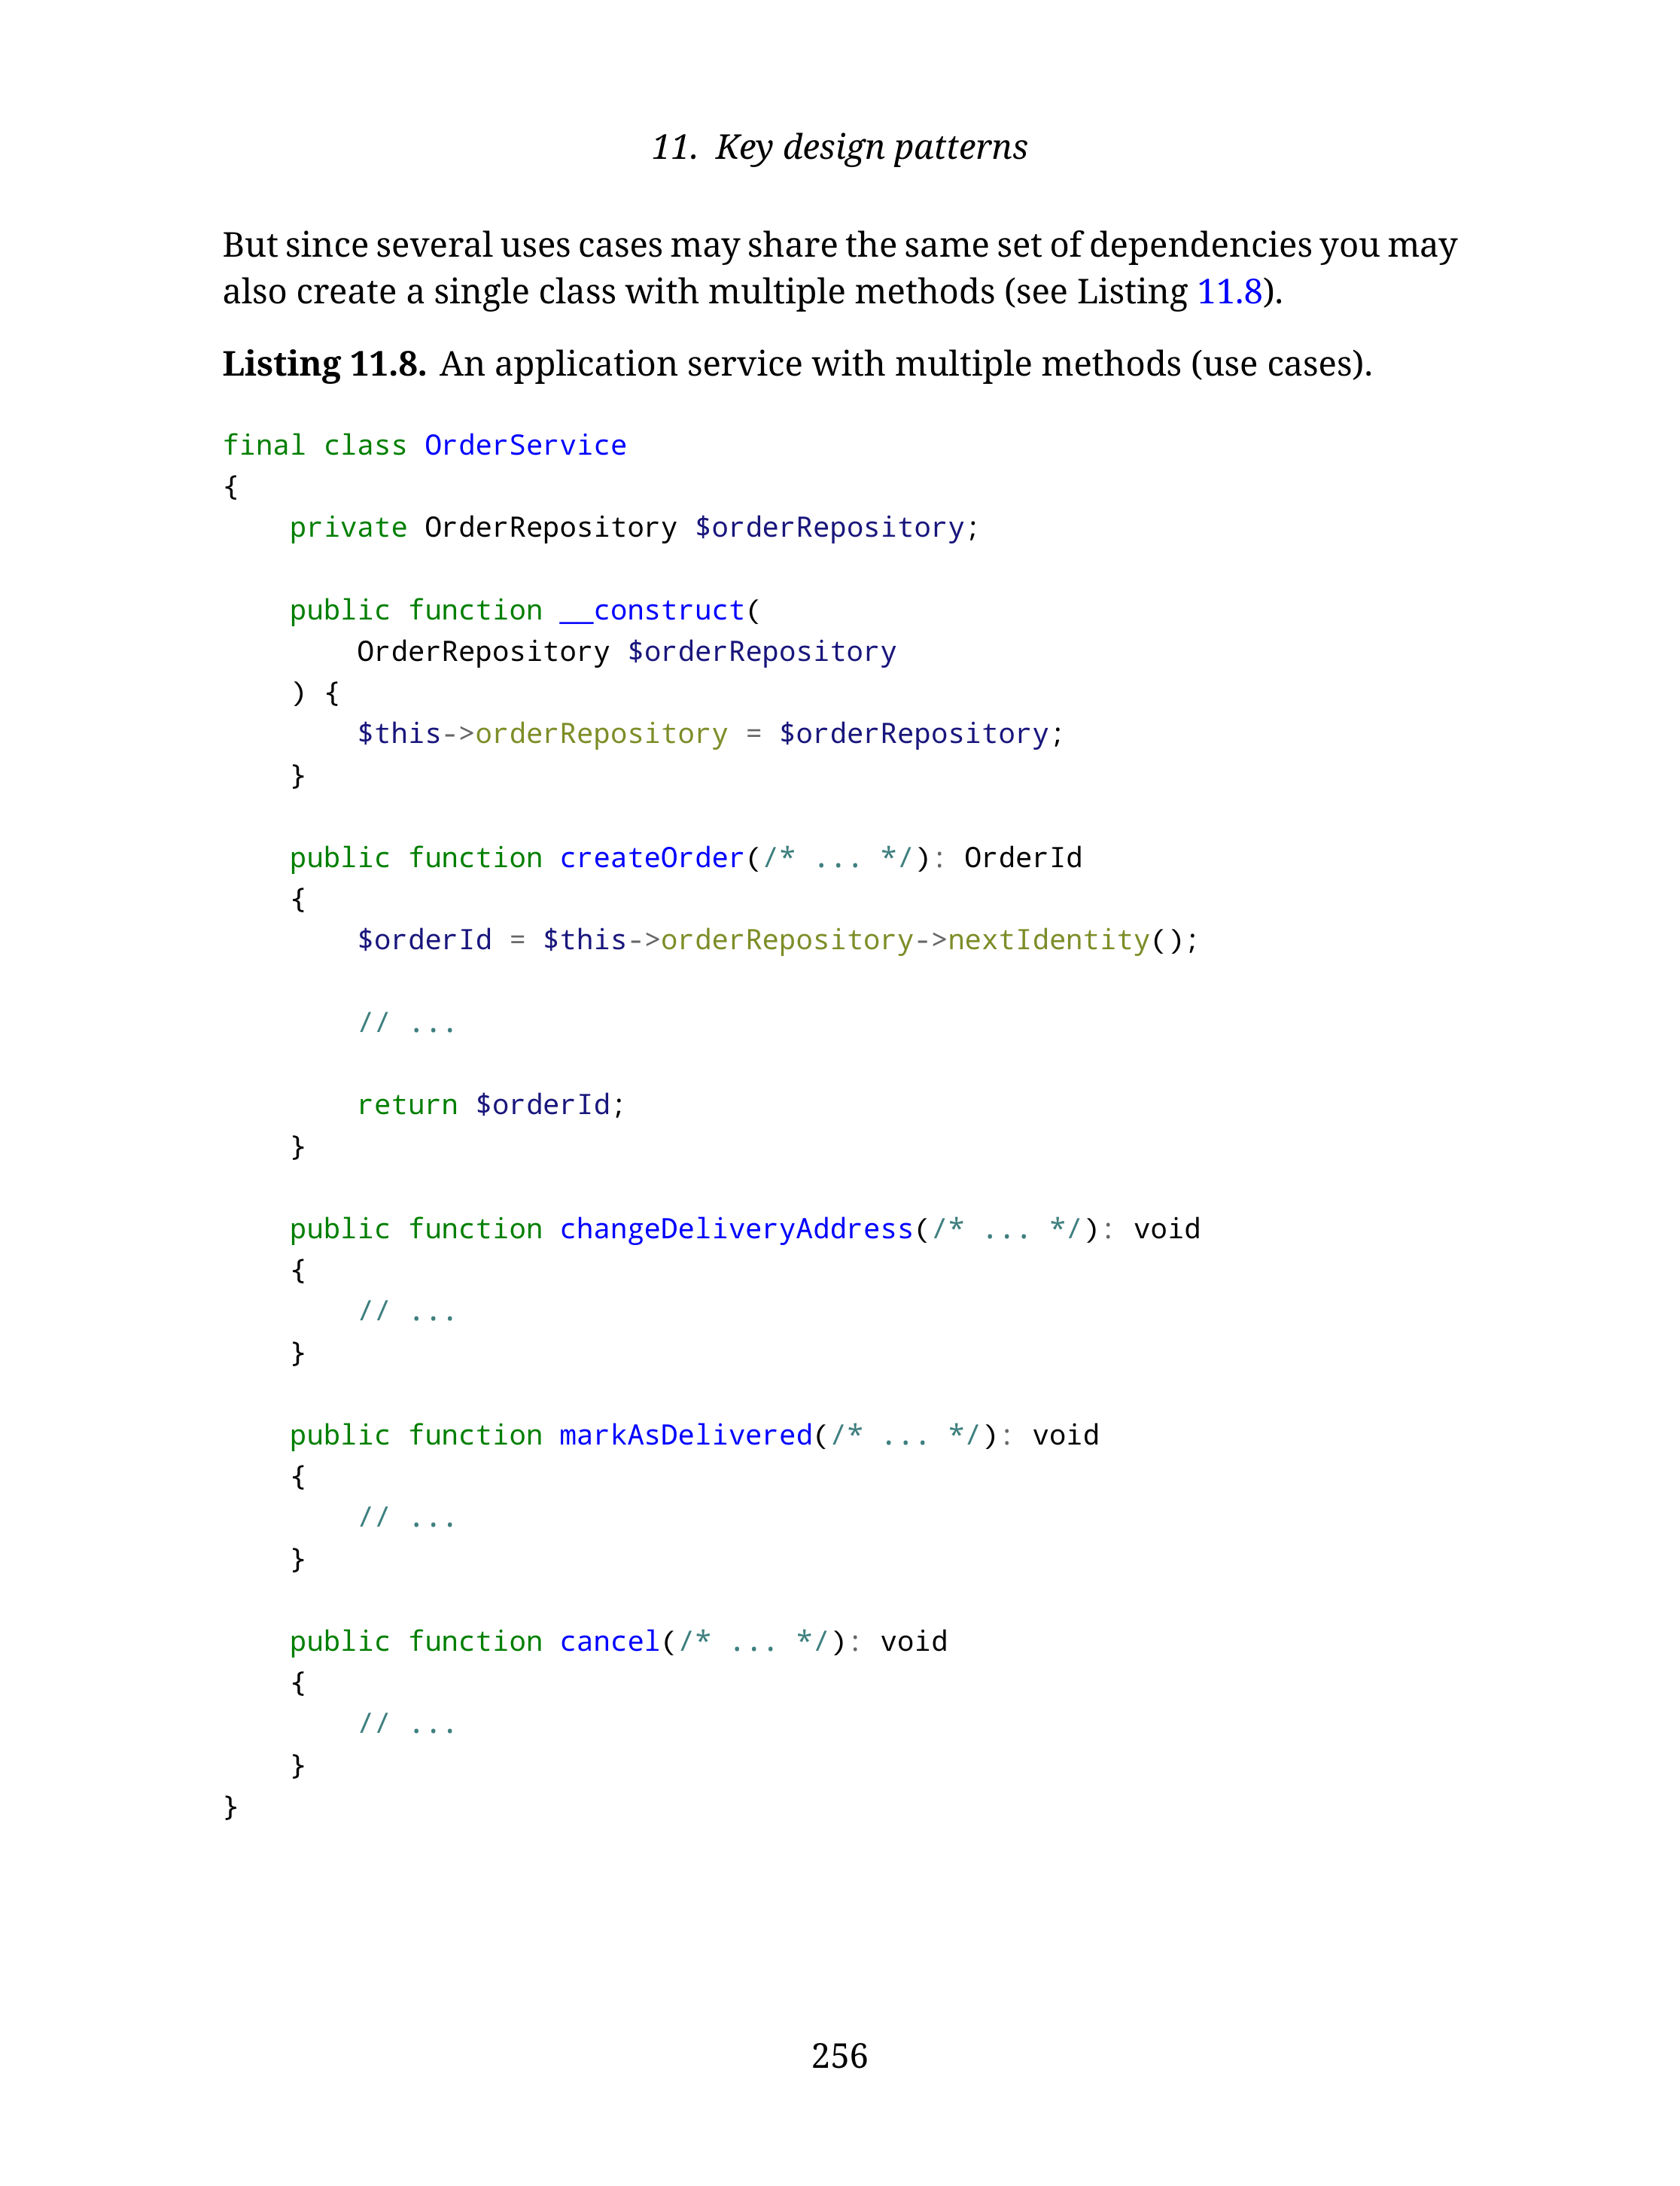 11. Key design patterns
But since several uses cases may share the same set of dependencies you may
also create a single class with multiple methods (see Listing 11.8).
Listing 11.8. An application service with multiple methods (use cases).
final class OrderService
{
    private OrderRepository $orderRepository;

    public function __construct(
        OrderRepository $orderRepository
    ) {
        $this->orderRepository = $orderRepository;
    }

    public function createOrder(/* ... */): OrderId
    {
        $orderId = $this->orderRepository->nextIdentity();

        // ...

        return $orderId;
    }

    public function changeDeliveryAddress(/* ... */): void
    {
        // ...
    }

    public function markAsDelivered(/* ... */): void
    {
        // ...
    }

    public function cancel(/* ... */): void
    {
        // ...
    }
}
256